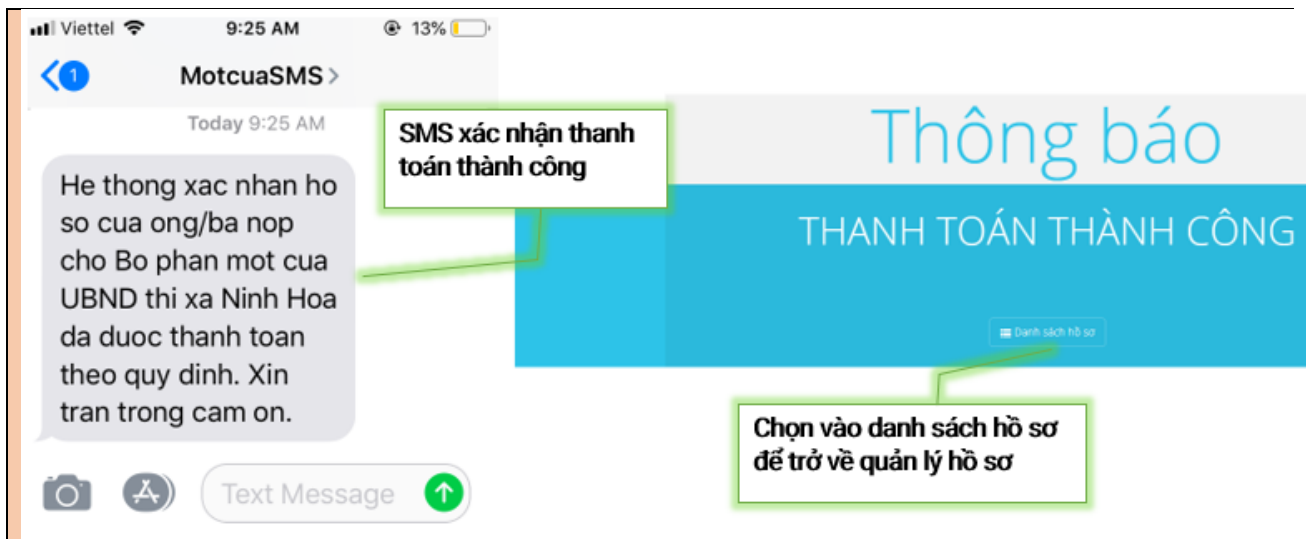 Viettel
9:25 AM
13%
1
MotcuaSMS
Today 9:25 AM
He thong xac nhan ho
so cua ong/ba nop
cho Bo phan mot cua
UBND thi xa Ninh Hoa
da duoc thanh toan
theo quy dinh. Xin
tran trong cam on.
Text Message
SMS xác nhận thanh
toán thành công
Thông báo
THANH TOÁN THÀNH CÔNG
Danh sách hồ sơ
Chọn vào danh sách hồ sơ
để trở về quản lý hồ sơ